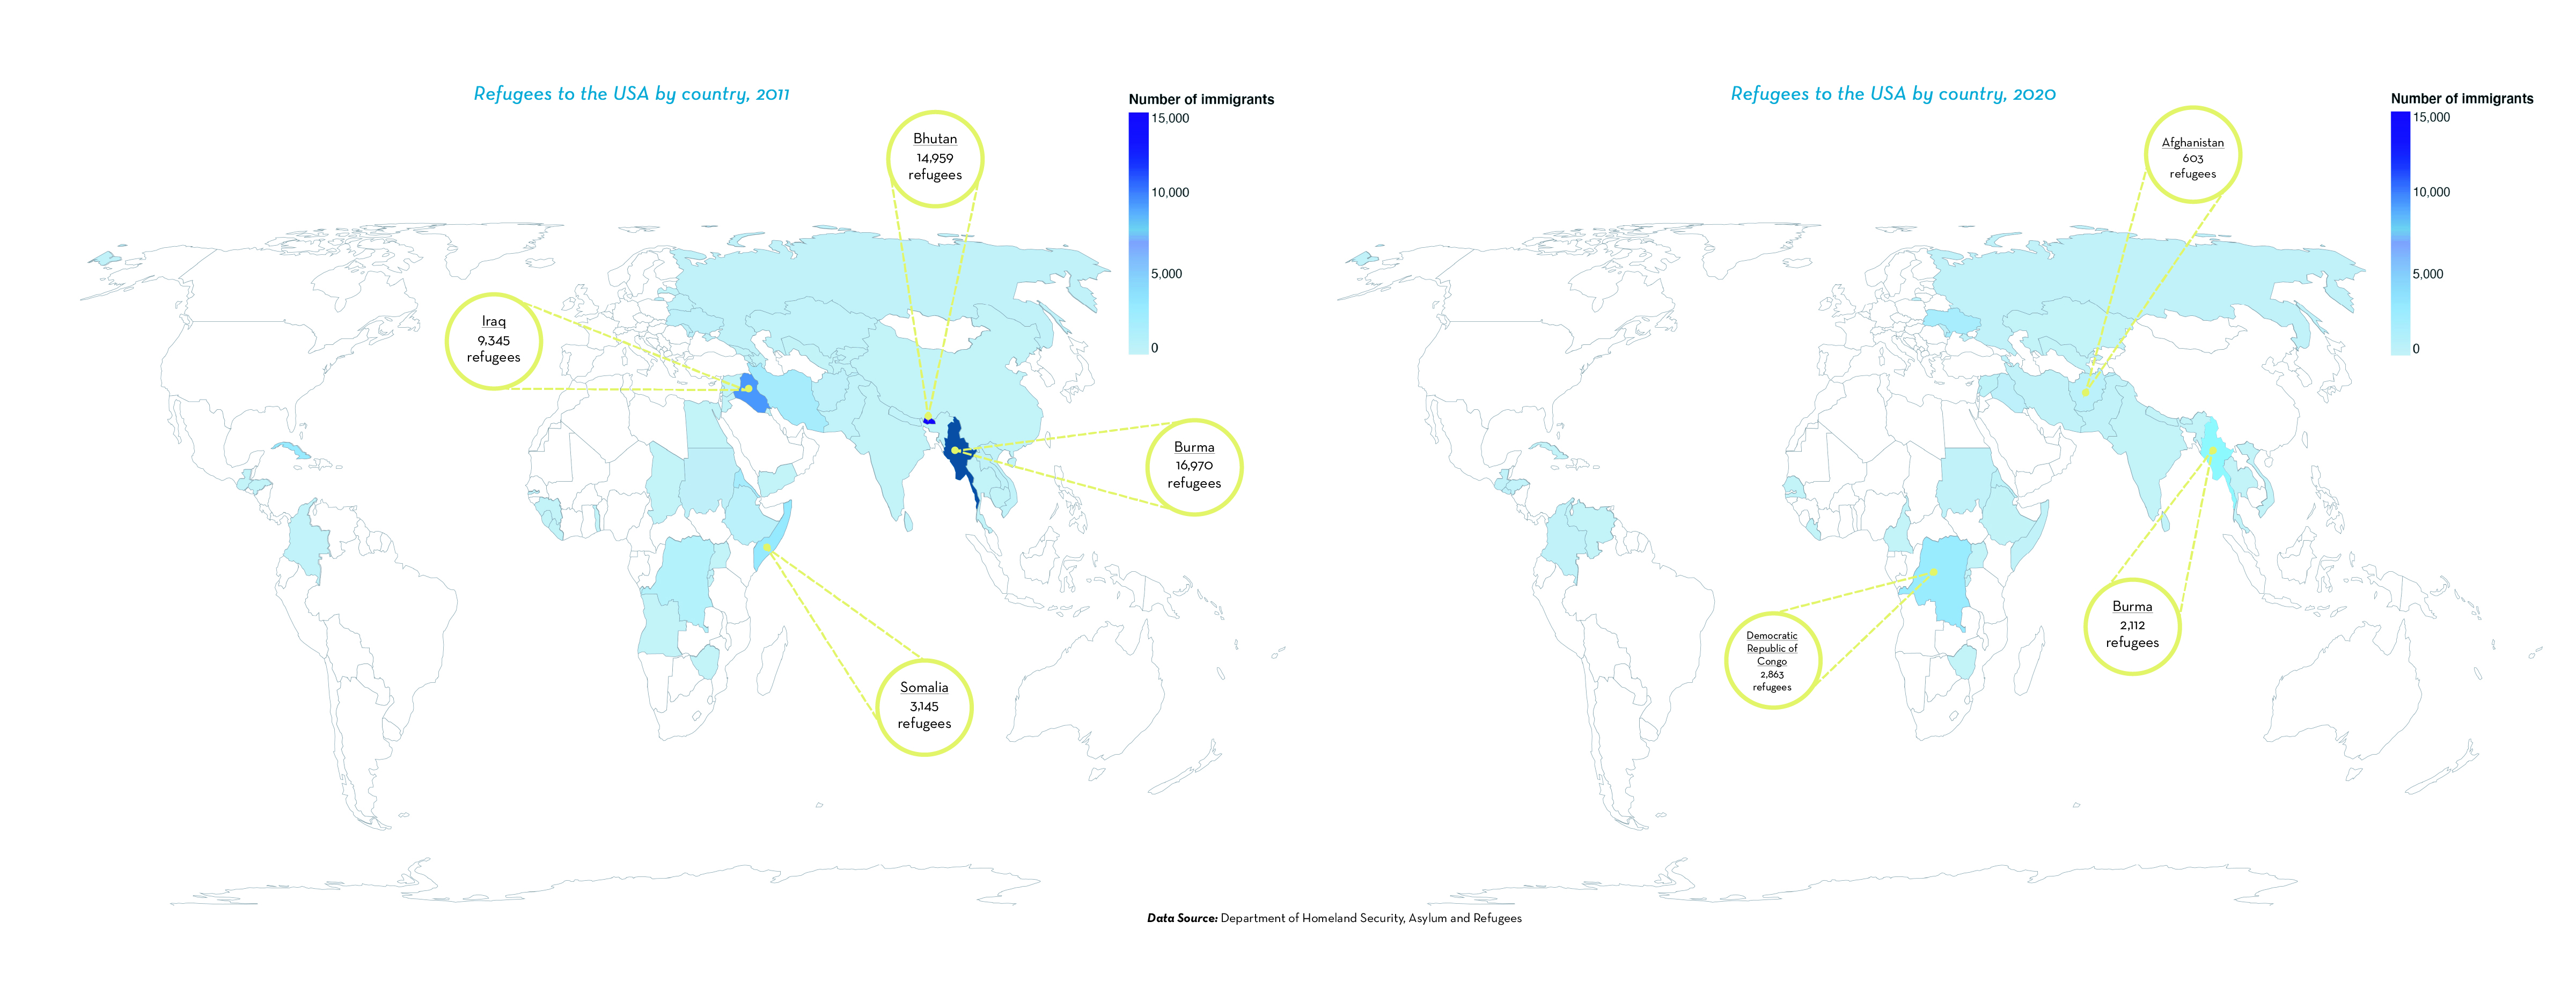 Refugees to the USA by country, 2011
Number of immigrants
15,000
10,000
5,000
0
Bhutan
14,959
refugees
Iraq
9,345
refugees
Burma
16,970
refugees
Somalia
3,145
refugees
Refugees to the USA by country, 2020
Number of immigrants
15,000
10,000
5,000
0
Afghanistan
603
refugees
Democratic
Republic of
Congo
2,863
refugees
Burma
2,112
refugees
Data Source: Department of Homeland Security, Asylum and Refugees